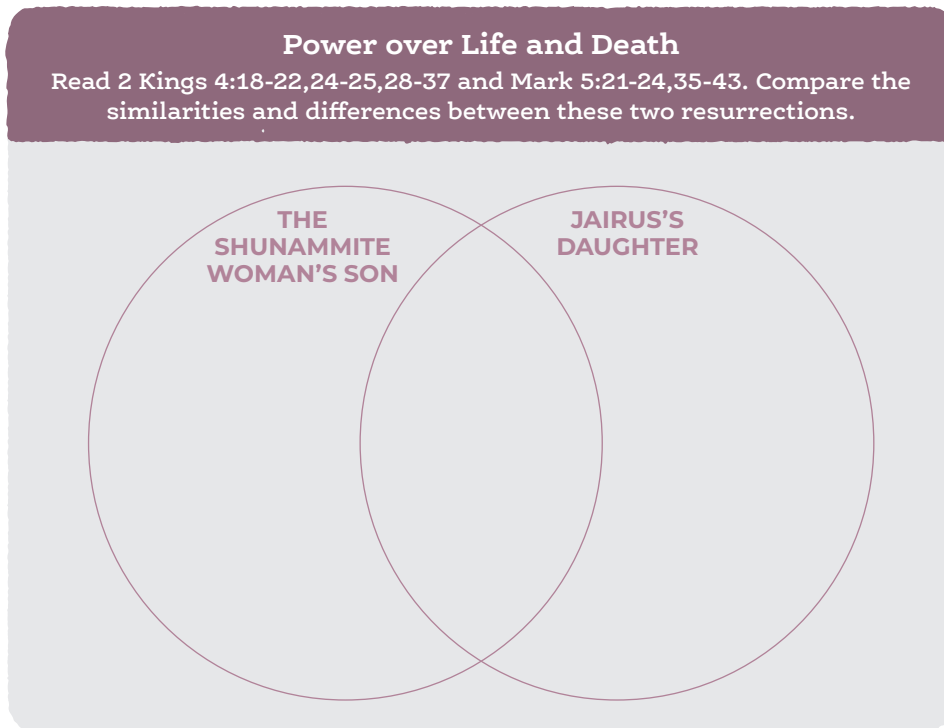 Power over Life and Death
Read 2 Kings 4:18-22,24-25,28-37 and Mark 5:21-24,35-43. Compare the
similarities and differences between these two resurrections.
THE
SHUNAMMITE
WOMAN'S SON
JAIRUS'S
DAUGHTER